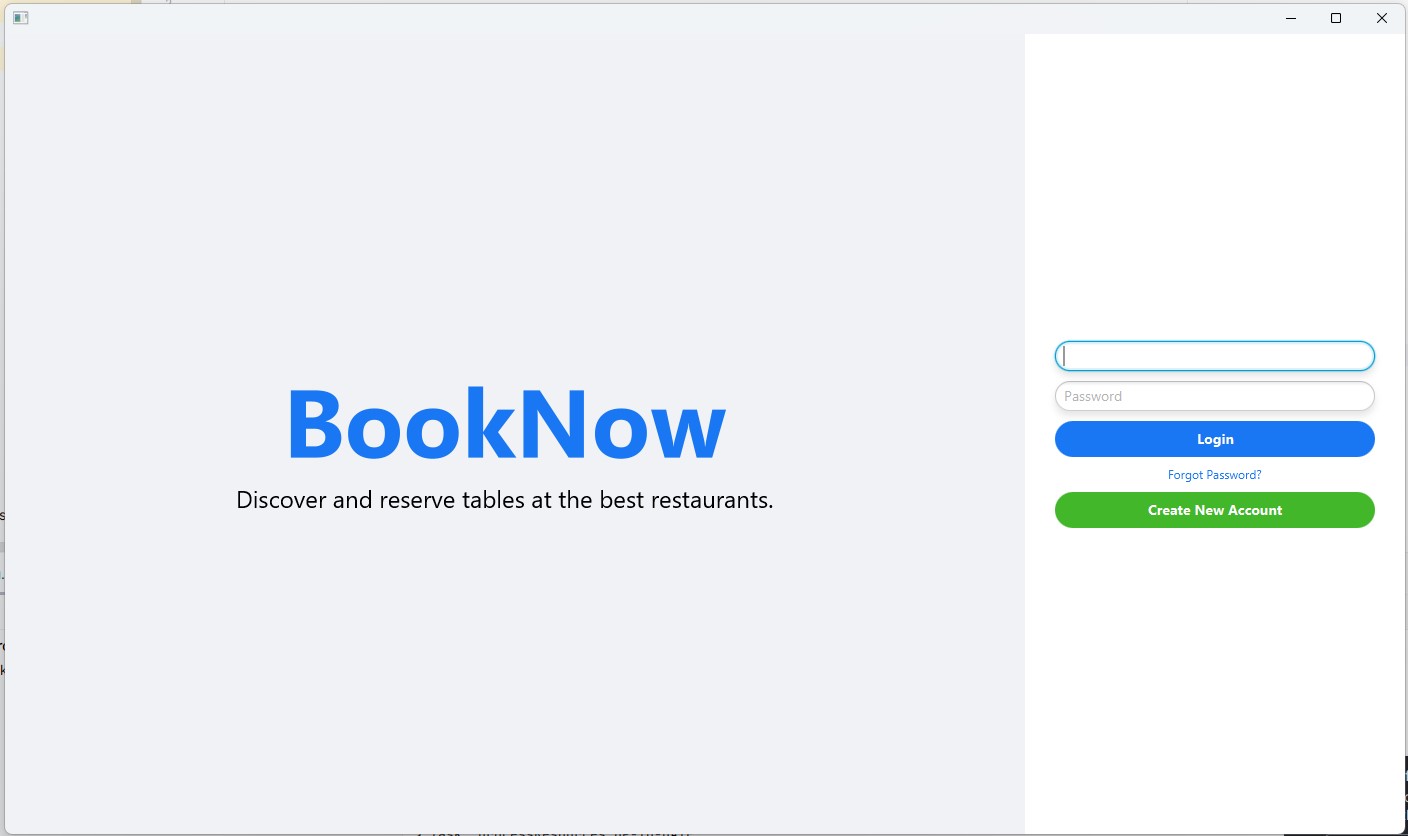 BookNow
Discover and reserve tables at the best restaurants.
Password
Login
Forgot Password?
Create New Account